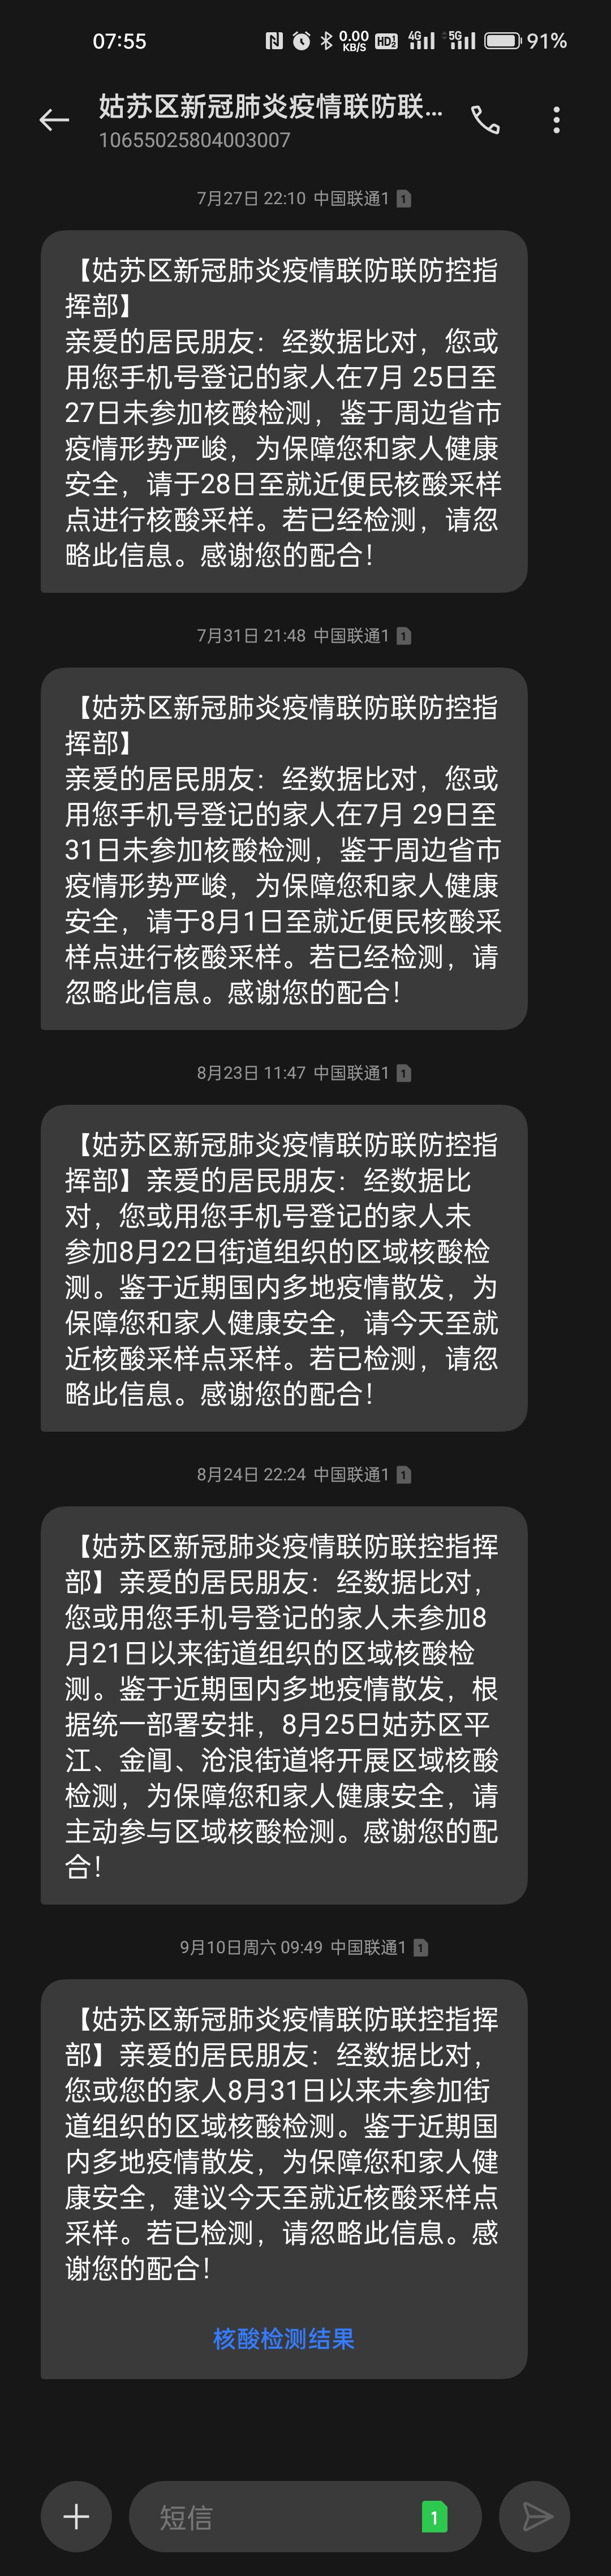 07:55
0.00 KB/S HD 4G 5G 91%
姑苏区新冠肺炎疫情联防联...
10655025804003007
7月27日 22:10 中国联通1 1
【姑苏区新冠肺炎疫情联防联防控指
挥部】
亲爱的居民朋友：经数据比对，您或
用您手机号登记的家人在7月 25日至
27日未参加核酸检测，鉴于周边省市
疫情形势严峻，为保障您和家人健康
安全，请于28日至就近便民核酸采样
点进行核酸采样。若已经检测，请忽
略此信息。感谢您的配合！
7月31日 21:48 中国联通1 1
【姑苏区新冠肺炎疫情联防联防控指
挥部】
亲爱的居民朋友：经数据比对，您或
用您手机号登记的家人在7月 29日至
31日未参加核酸检测，鉴于周边省市
疫情形势严峻，为保障您和家人健康
安全，请于8月1日至就近便民核酸采
样点进行核酸采样。若已经检测，请
忽略此信息。感谢您的配合！
8月23日 11:47 中国联通1 1
【姑苏区新冠肺炎疫情联防联防控指
挥部】亲爱的居民朋友：经数据比
对，您或用您手机号登记的家人未
参加8月22日街道组织的区域核酸检
测。鉴于近期国内多地疫情散发，为
保障您和家人健康安全，请今天至就
近核酸采样点采样。若已检测，请忽
略此信息。感谢您的配合！
8月24日 22:24 中国联通1 1
【姑苏区新冠肺炎疫情联防联控指挥
部】亲爱的居民朋友：经数据比对，
您或用您手机号登记的家人未参加8
月21日以来街道组织的区域核酸检
测。鉴于近期国内多地疫情散发，根
据统一部署安排，8月25日姑苏区平
江、金阊、沧浪街道将开展区域核酸
检测，为保障您和家人健康安全，请
主动参与区域核酸检测。感谢您的配
合！
9月10日周六 09:49 中国联通1 1
【姑苏区新冠肺炎疫情联防联控指挥
部】亲爱的居民朋友：经数据比对，
您或您的家人8月31日以来未参加街
道组织的区域核酸检测。鉴于近期国
内多地疫情散发，为保障您和家人健
康安全，建议今天至就近核酸采样点
采样。若已检测，请忽略此信息。感
谢您的配合！
核酸检测结果
短信 1